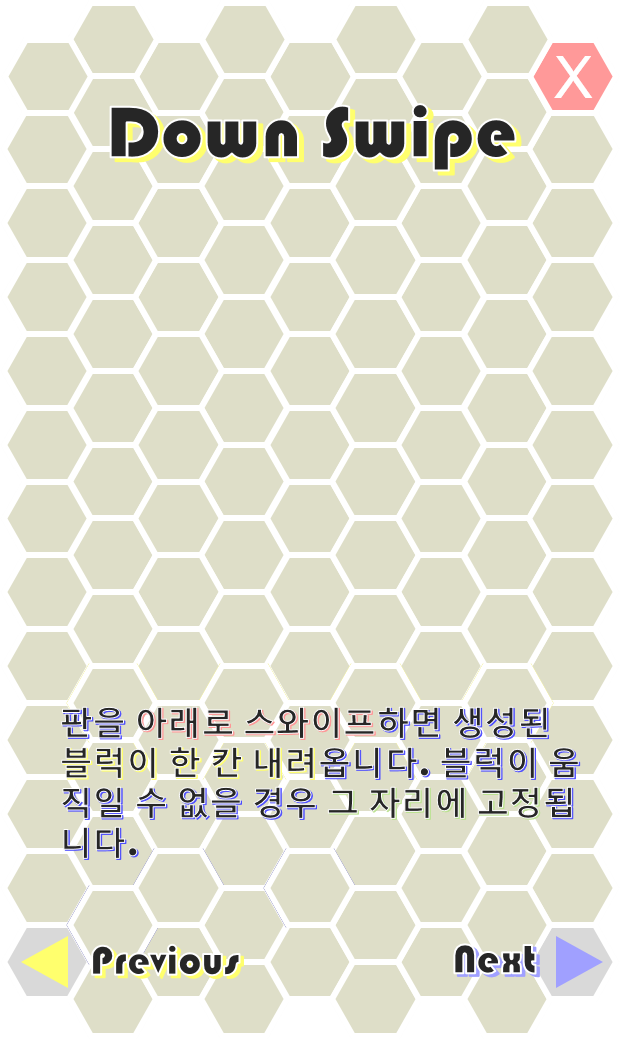 X
Down Swipe
판을 아래로 스와이프하면 생성된
블럭이 한 칸 내려옵니다. 블럭이 움
직일 수 없을 경우 그 자리에 고정됩
니다.
Previous
Next